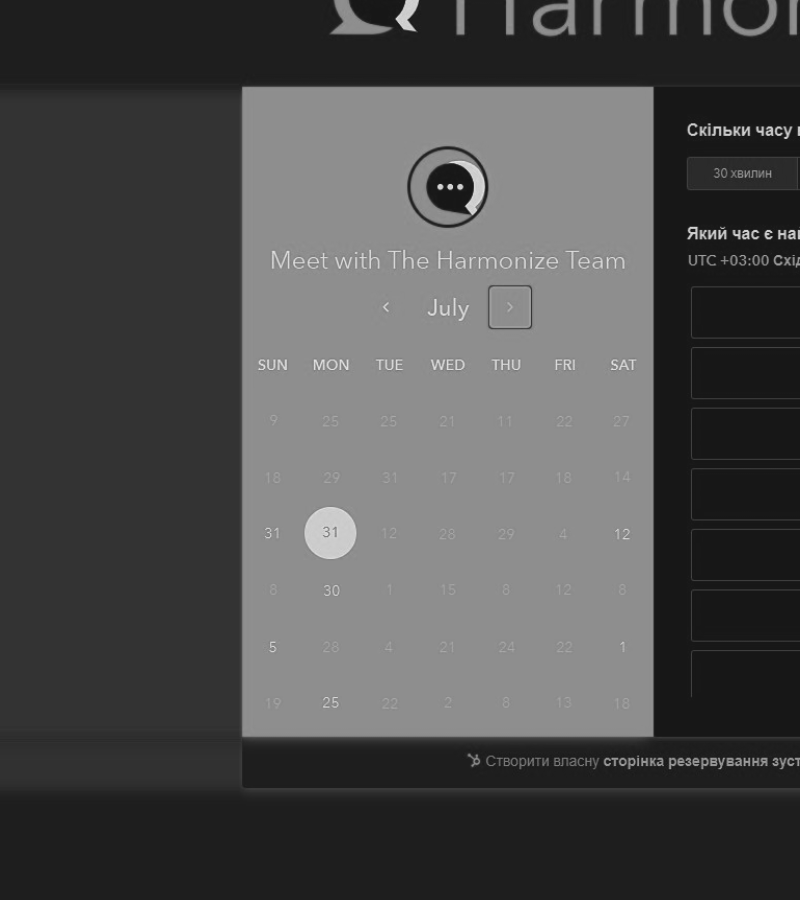 Harmon
Meet with The Harmonize Team
July
SUN MON TUE WED THU FRI SAT
9 25 25 21 11 22 27
18 29 31 17 17 18 14
31 31 12 28 29 4 12
8 30 1 15 8 12 8
5 28 4 21 24 22 1
19 25 22 2 8 13 18
Скільки часу
30 хвилин
Який час є на
UTC +03:00 Схід
Створити власну сторінка резервування зуст